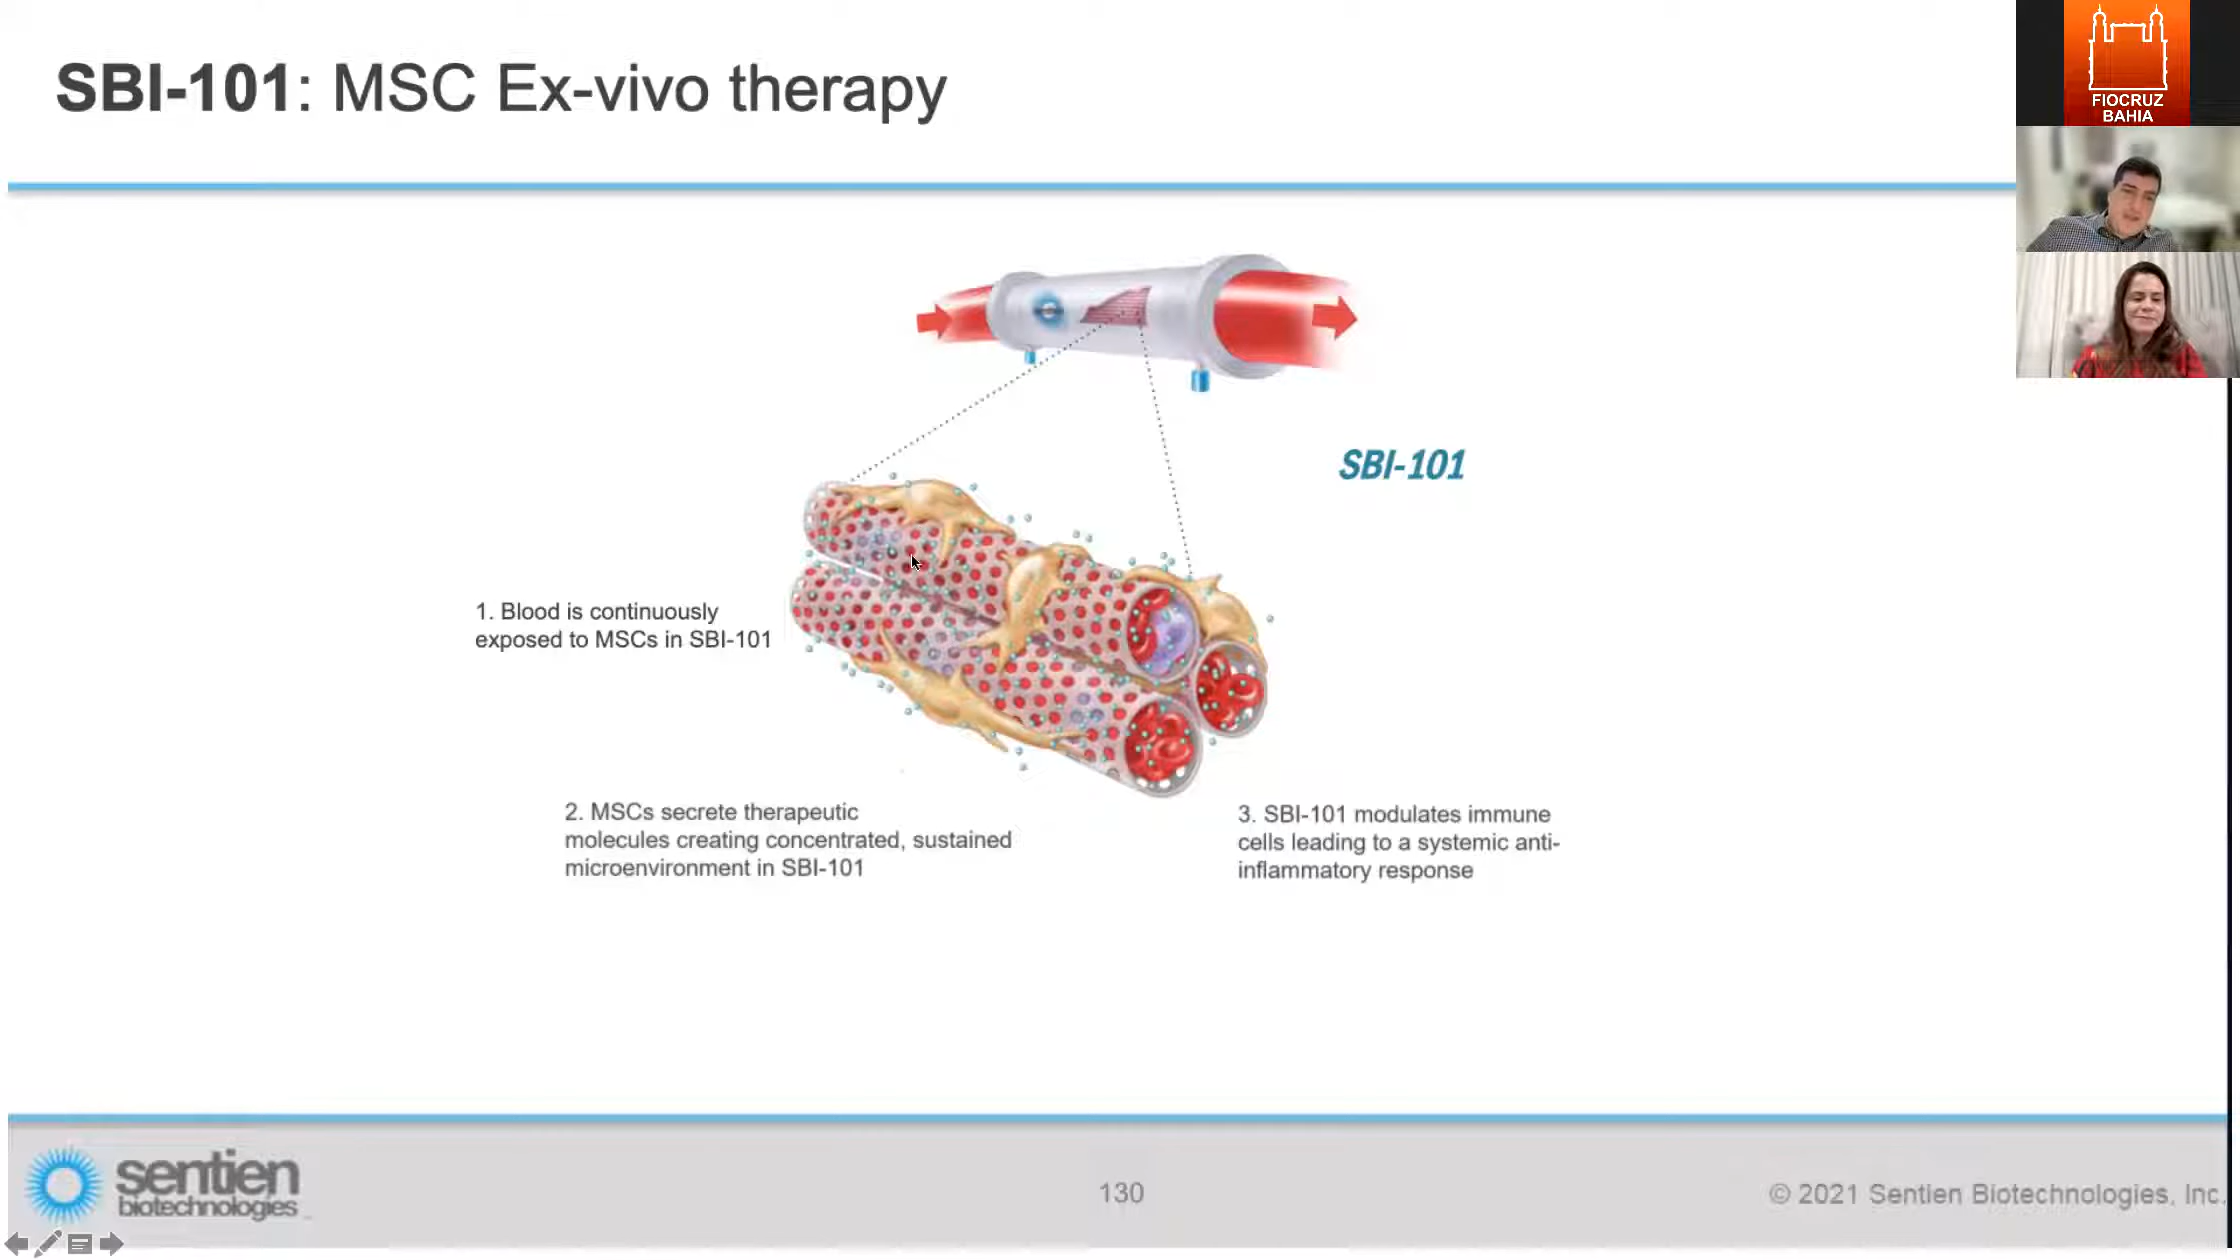 SBI-101: MSC Ex-vivo therapy
FIOCRUZ
BAHIA
SBI-101
1. Blood is continuously
exposed to MSCs in SBI-101
2. MSCs secrete therapeutic
molecules creating concentrated, sustained
microenvironment in SBI-101
3. SBI-101 modulates immune
cells leading to a systemic anti-
inflammatory response
sentien
biotechnologies
130
© 2021 Sentien Biotechnologies, Inc.